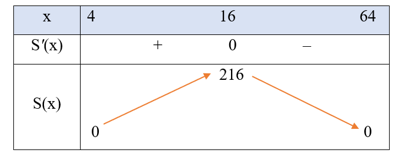 x 4 16 64
S′(x) + 0 –
216
S(x)
0 0